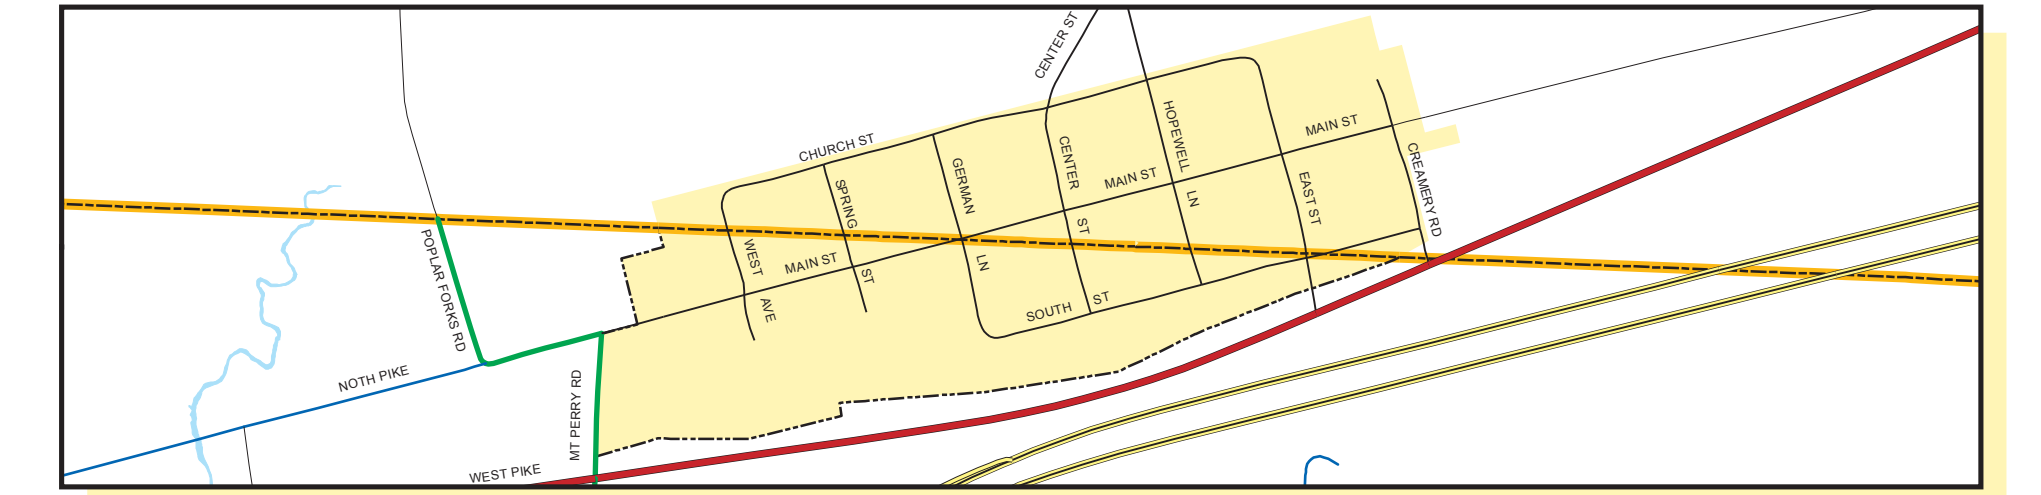 CENTER ST
CHURCH ST
HOPEWELL
LN
MAIN ST
CREAMERY RD
CENTER
ST
GERMAN
LN
MAIN ST
EAST ST
SPRING
ST
POPLAR FORKS RD
WEST
AVE
MAIN ST
SOUTH
ST
NOTH PIKE
MT PERRY RD
WEST PIKE